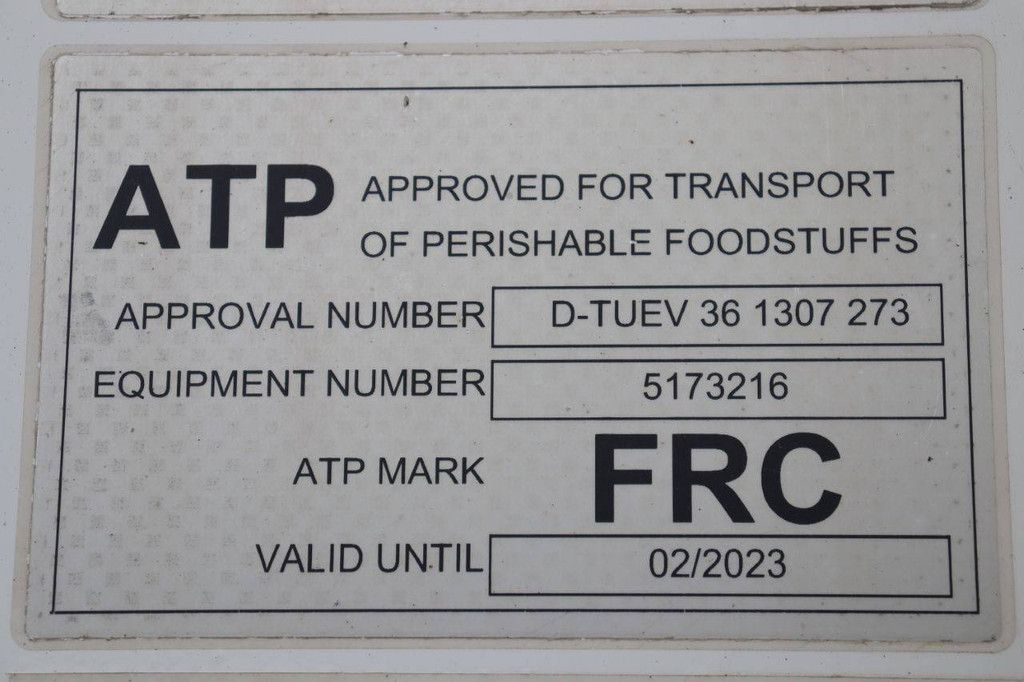 ATP APPROVED FOR TRANSPORT
OF PERISHABLE FOODSTUFFS
APPROVAL NUMBER D-TUEV 36 1307 273
EQUIPMENT NUMBER 5173216
ATP MARK FRC
VALID UNTIL 02/2023